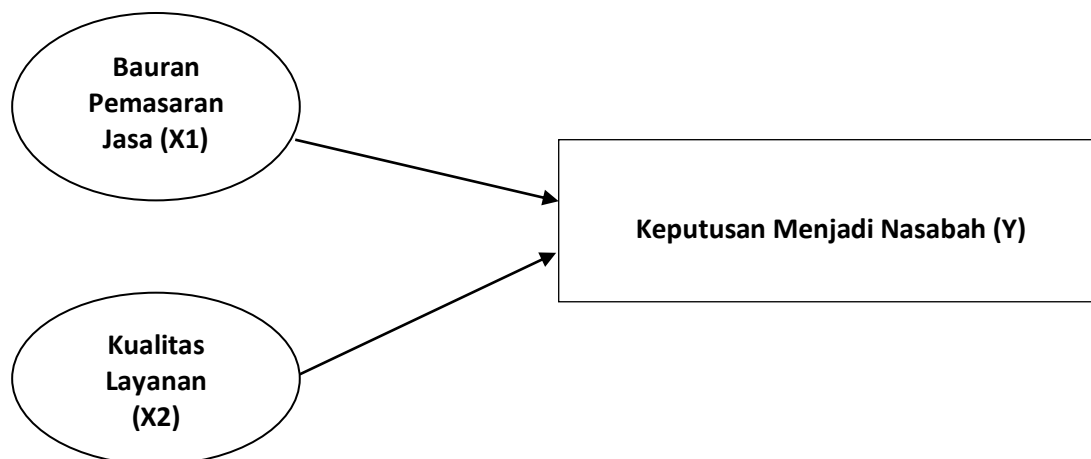 Bauran
Pemasaran
Jasa (X1)
Keputusan Menjadi Nasabah (Y)
Kualitas
Layanan
(X2)